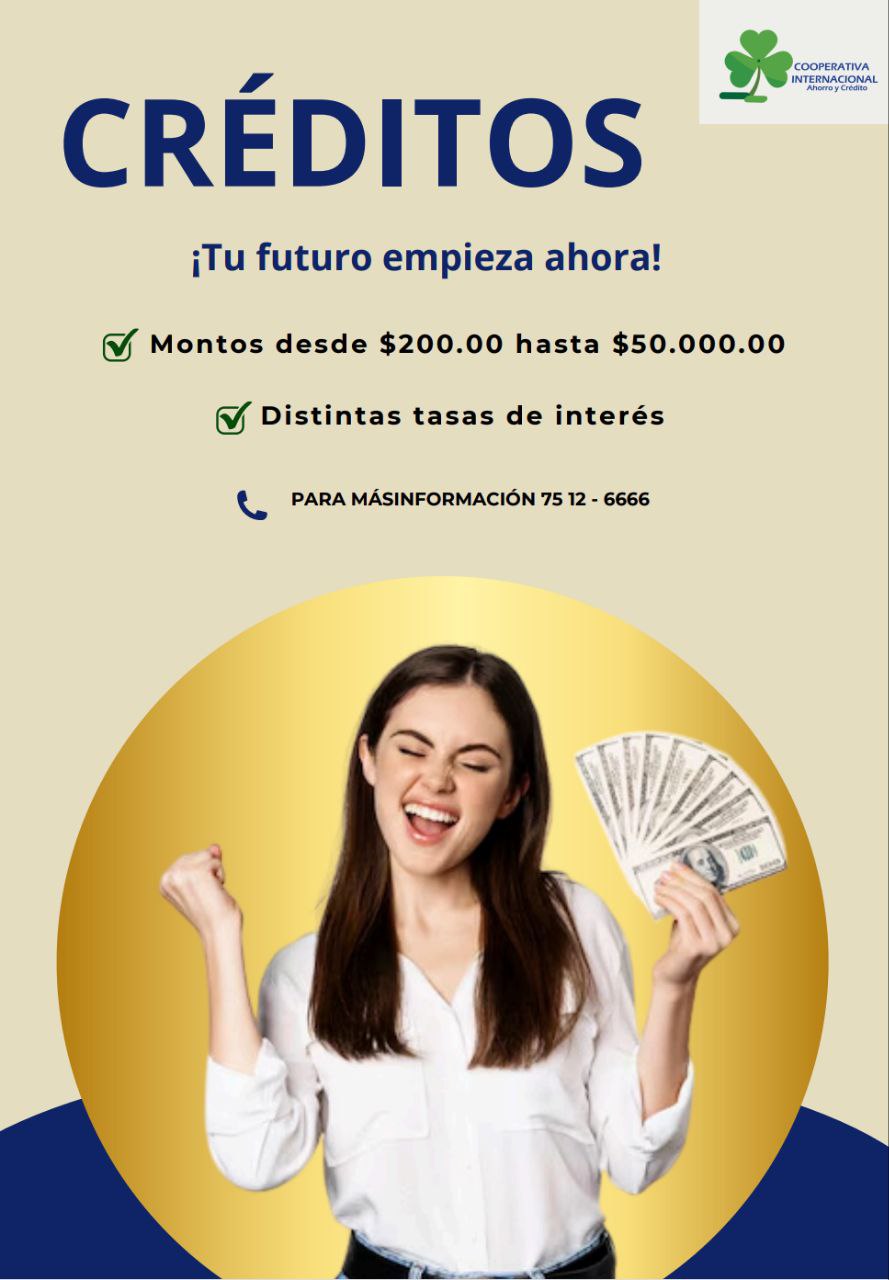 COOPERATIVA
INTERNACIONAL
Ahorro y Crédito
CRÉDITOS
¡Tu futuro empieza ahora!
Montos desde $200.00 hasta $50.000.00
Distintas tasas de interés
PARA MÁSINFORMACIÓN 75 12 - 6666